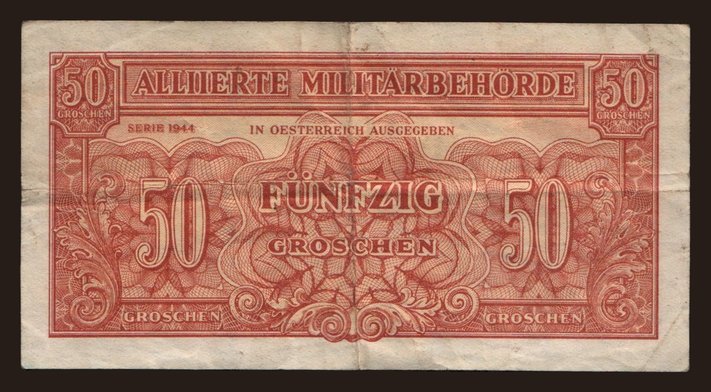 50 ALLIIERTE MILITÄRBEHÖRDE 50
GROSCHEN GROSCHEN
SERIE 1944 IN OESTERREICH AUSGEGEBEN
50 FÜNFZIG 50
GROSCHEN
GROSCHEN GROSCHEN